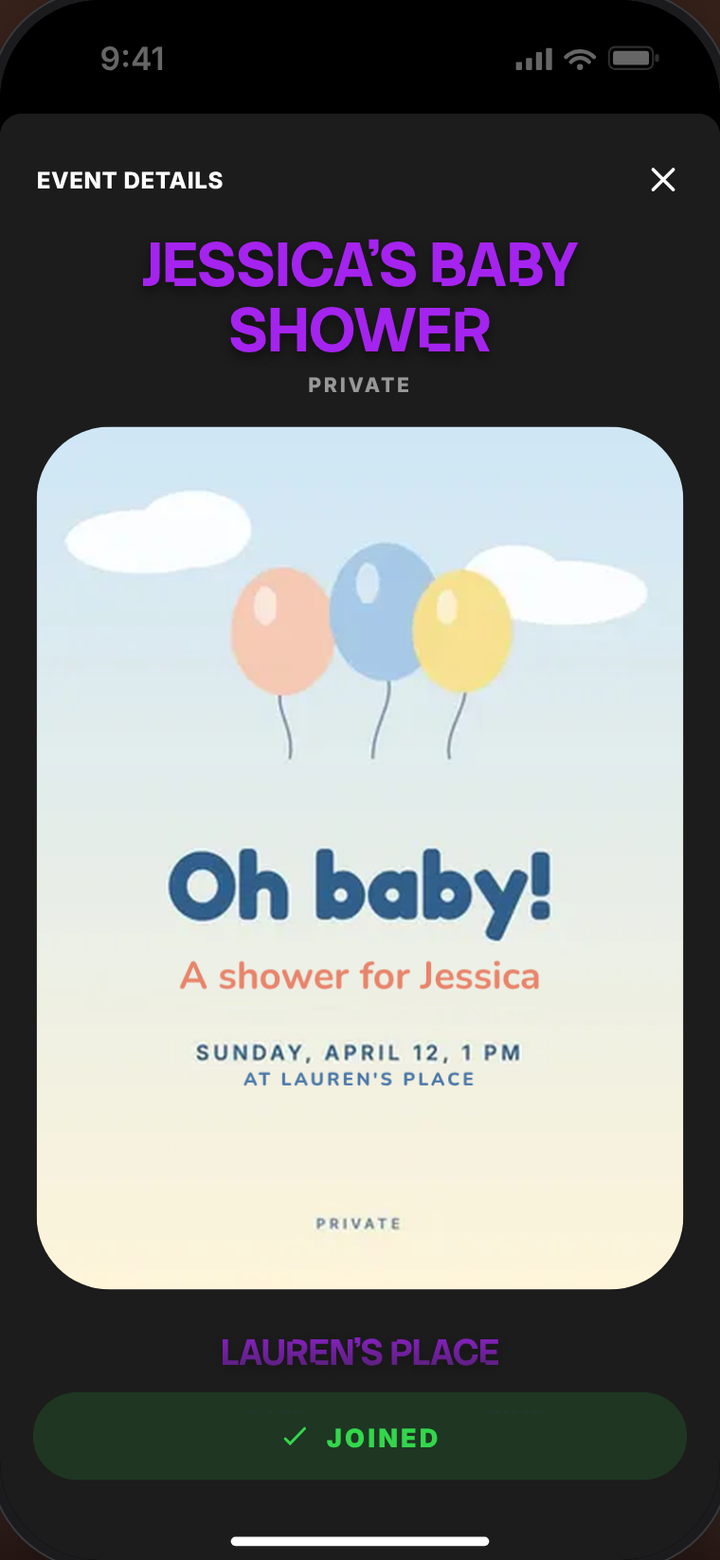 9:41
EVENT DETAILS
JESSICA’S BABY
SHOWER
PRIVATE
Oh baby!
A shower for Jessica
SUNDAY, APRIL 12, 1 PM
AT LAUREN'S PLACE
PRIVATE
LAUREN’S PLACE
JOINED